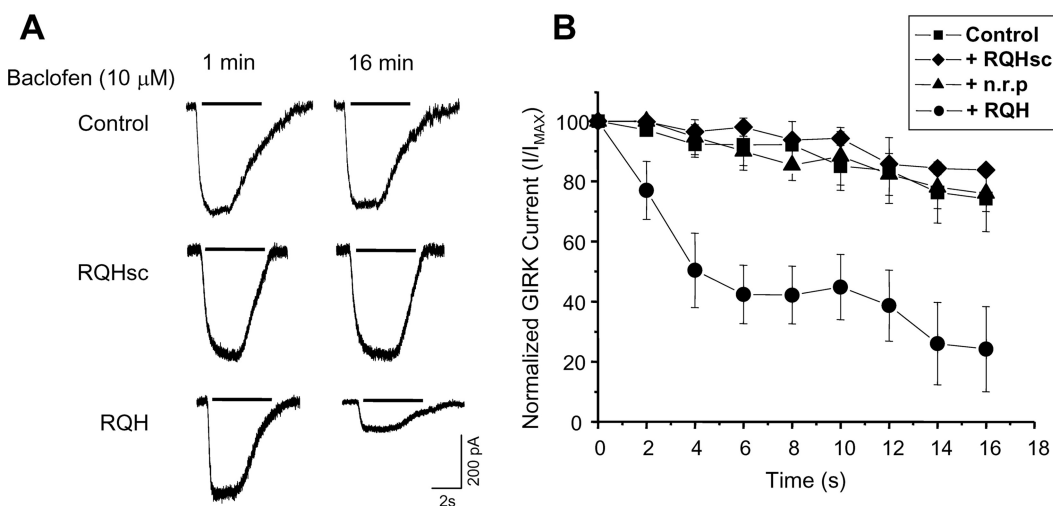 A
Baclofen (10 μM)
1 min
16 min
Control
RQHsc
RQH
200 pA
2s
B
Control
+ RQHsc
+ n.r.p
+ RQH
Normalized GIRK Current (I/I_MAX)
100
80
60
40
20
0
0 2 4 6 8 10 12 14 16 18
Time (s)